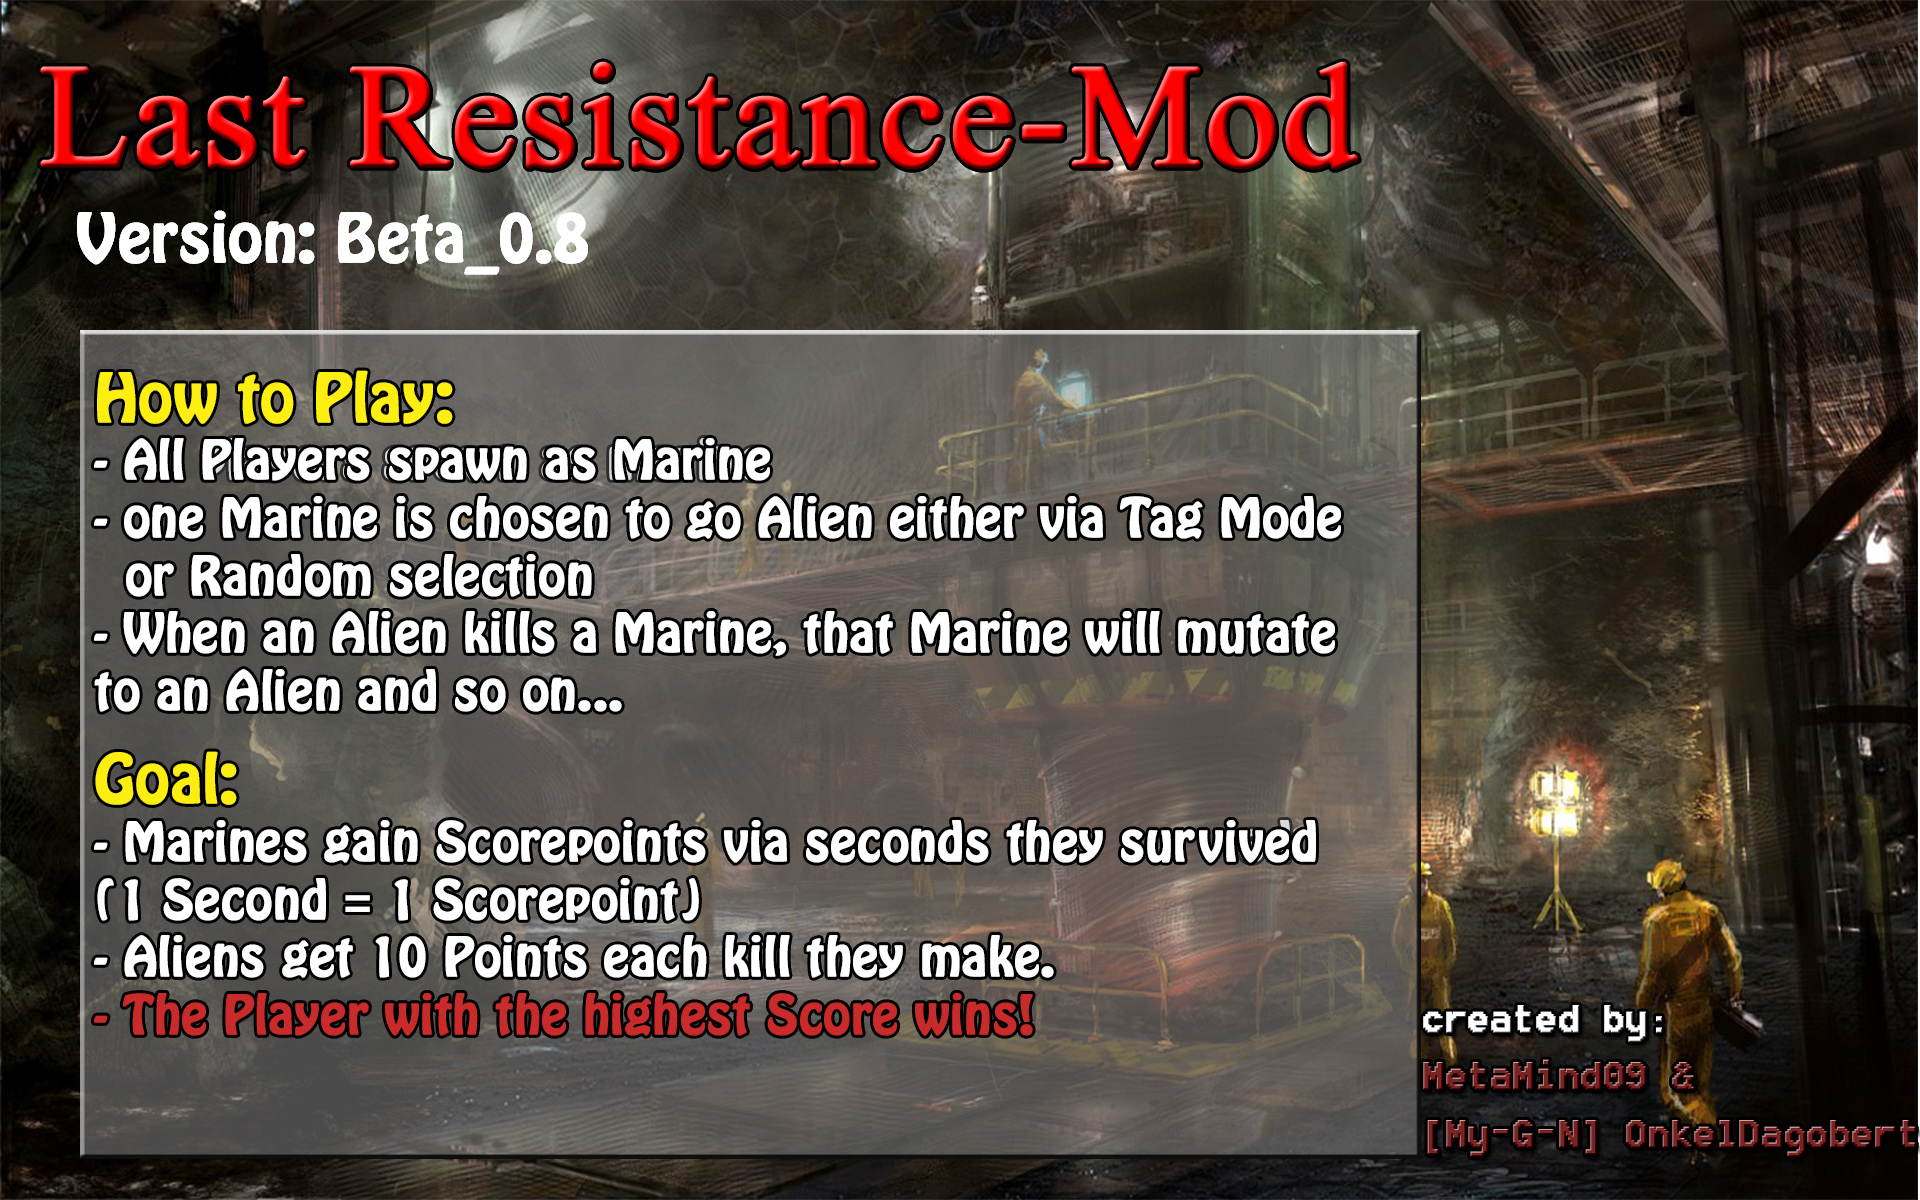 Last Resistance-Mod
Version: Beta_0.8
How to Play:
- All Players spawn as Marine
- one Marine is chosen to go Alien either via Tag Mode
or Random selection
- When an Alien kills a Marine, that Marine will mutate
to an Alien and so on...
Goal:
- Marines gain Scorepoints via seconds they survived
(1 Second = 1 Scorepoint)
- Aliens get 10 Points each kill they make.
- The Player with the highest Score wins!
created by:
MetaMind09 &
[My-G-N] OnkelDagobert